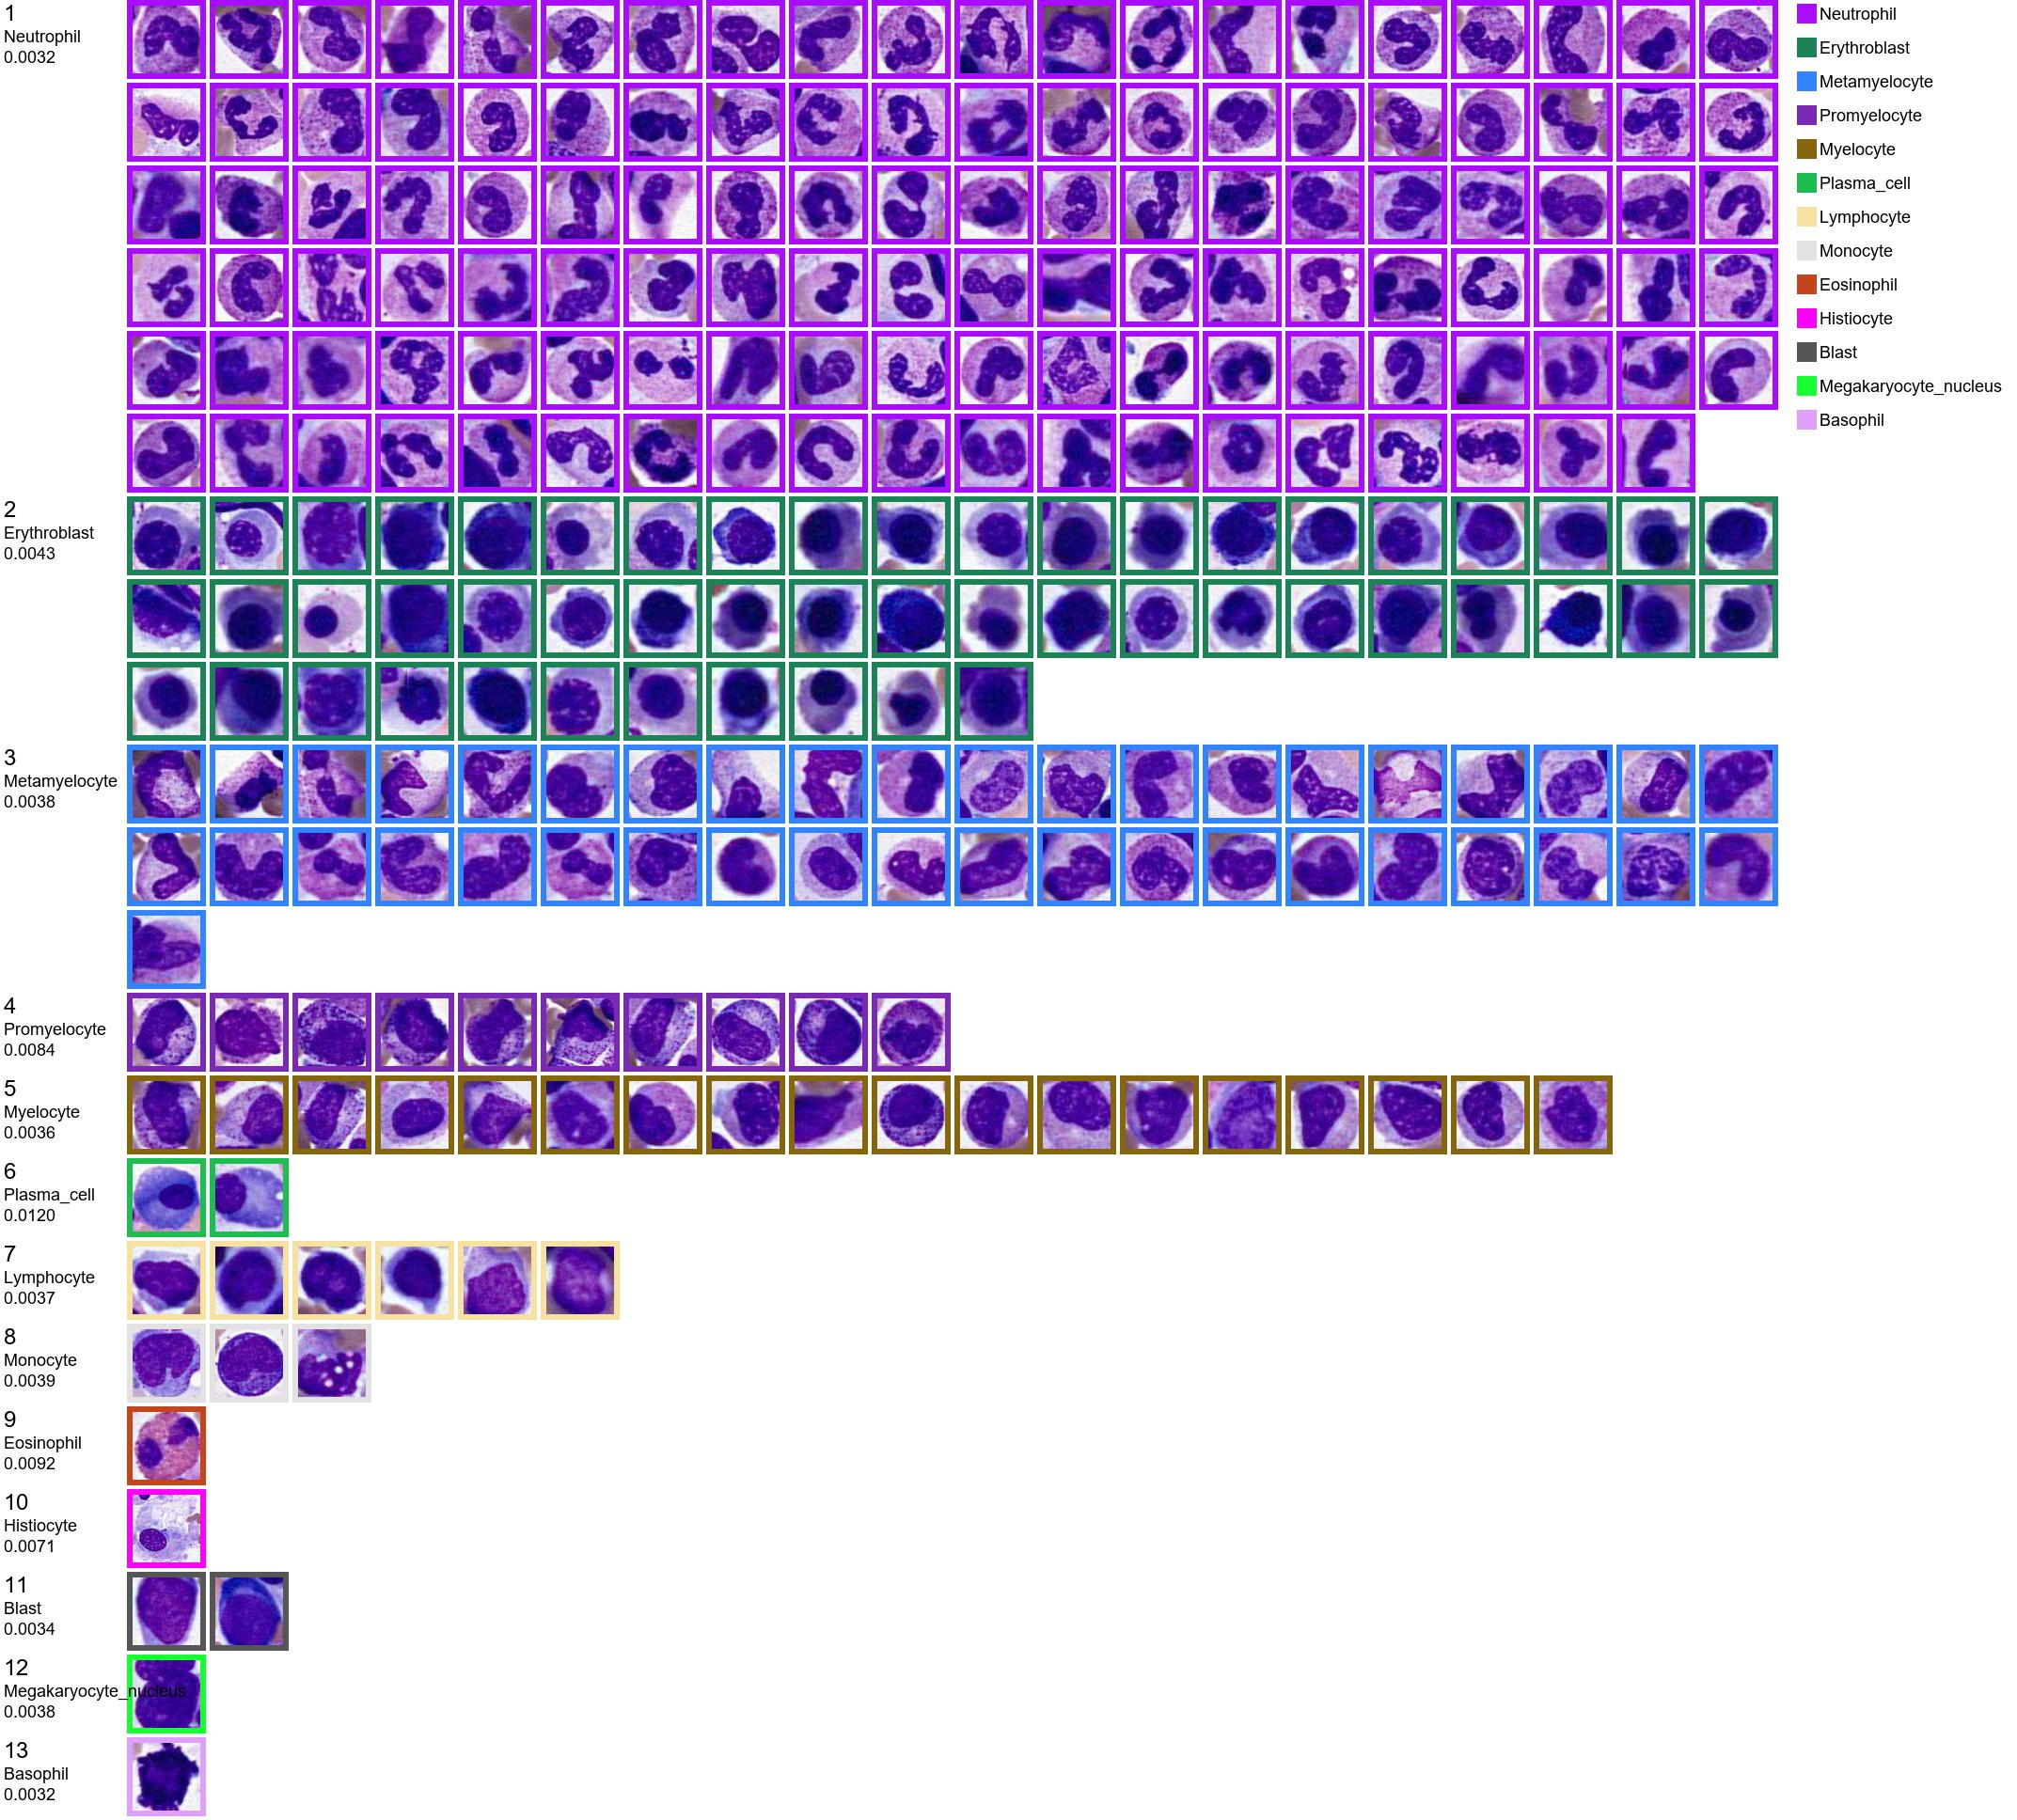 1
Neutrophil
0.0032
2
Erythroblast
0.0043
3
Metamyelocyte
0.0038
4
Promyelocyte
0.0084
5
Myelocyte
0.0036
6
Plasma_cell
0.0120
7
Lymphocyte
0.0037
8
Monocyte
0.0039
9
Eosinophil
0.0092
10
Histiocyte
0.0071
11
Blast
0.0034
12
Megakaryocyte_nucleus
0.0038
13
Basophil
0.0032
Neutrophil
Erythroblast
Metamyelocyte
Promyelocyte
Myelocyte
Plasma_cell
Lymphocyte
Monocyte
Eosinophil
Histiocyte
Blast
Megakaryocyte_nucleus
Basophil